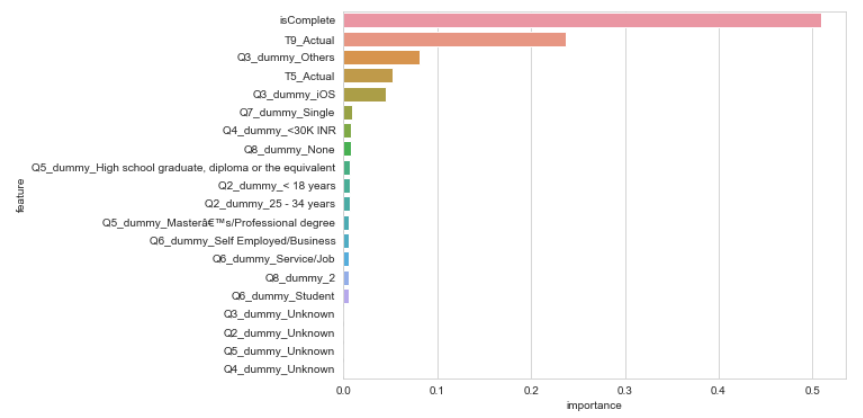 isComplete
T9_Actual
Q3_dummy_Others
T5_Actual
Q3_dummy_iOS
Q7_dummy_Single
Q4_dummy_<30K INR
Q8_dummy_None
Q5_dummy_High school graduate, diploma or the equivalent
Q2_dummy_< 18 years
Q2_dummy_25 - 34 years
Q5_dummy_Masterâ€™s/Professional degree
Q6_dummy_Self Employed/Business
Q6_dummy_Service/Job
Q8_dummy_2
Q6_dummy_Student
Q3_dummy_Unknown
Q2_dummy_Unknown
Q5_dummy_Unknown
Q4_dummy_Unknown
feature
0.0 0.1 0.2 0.3 0.4 0.5
importance